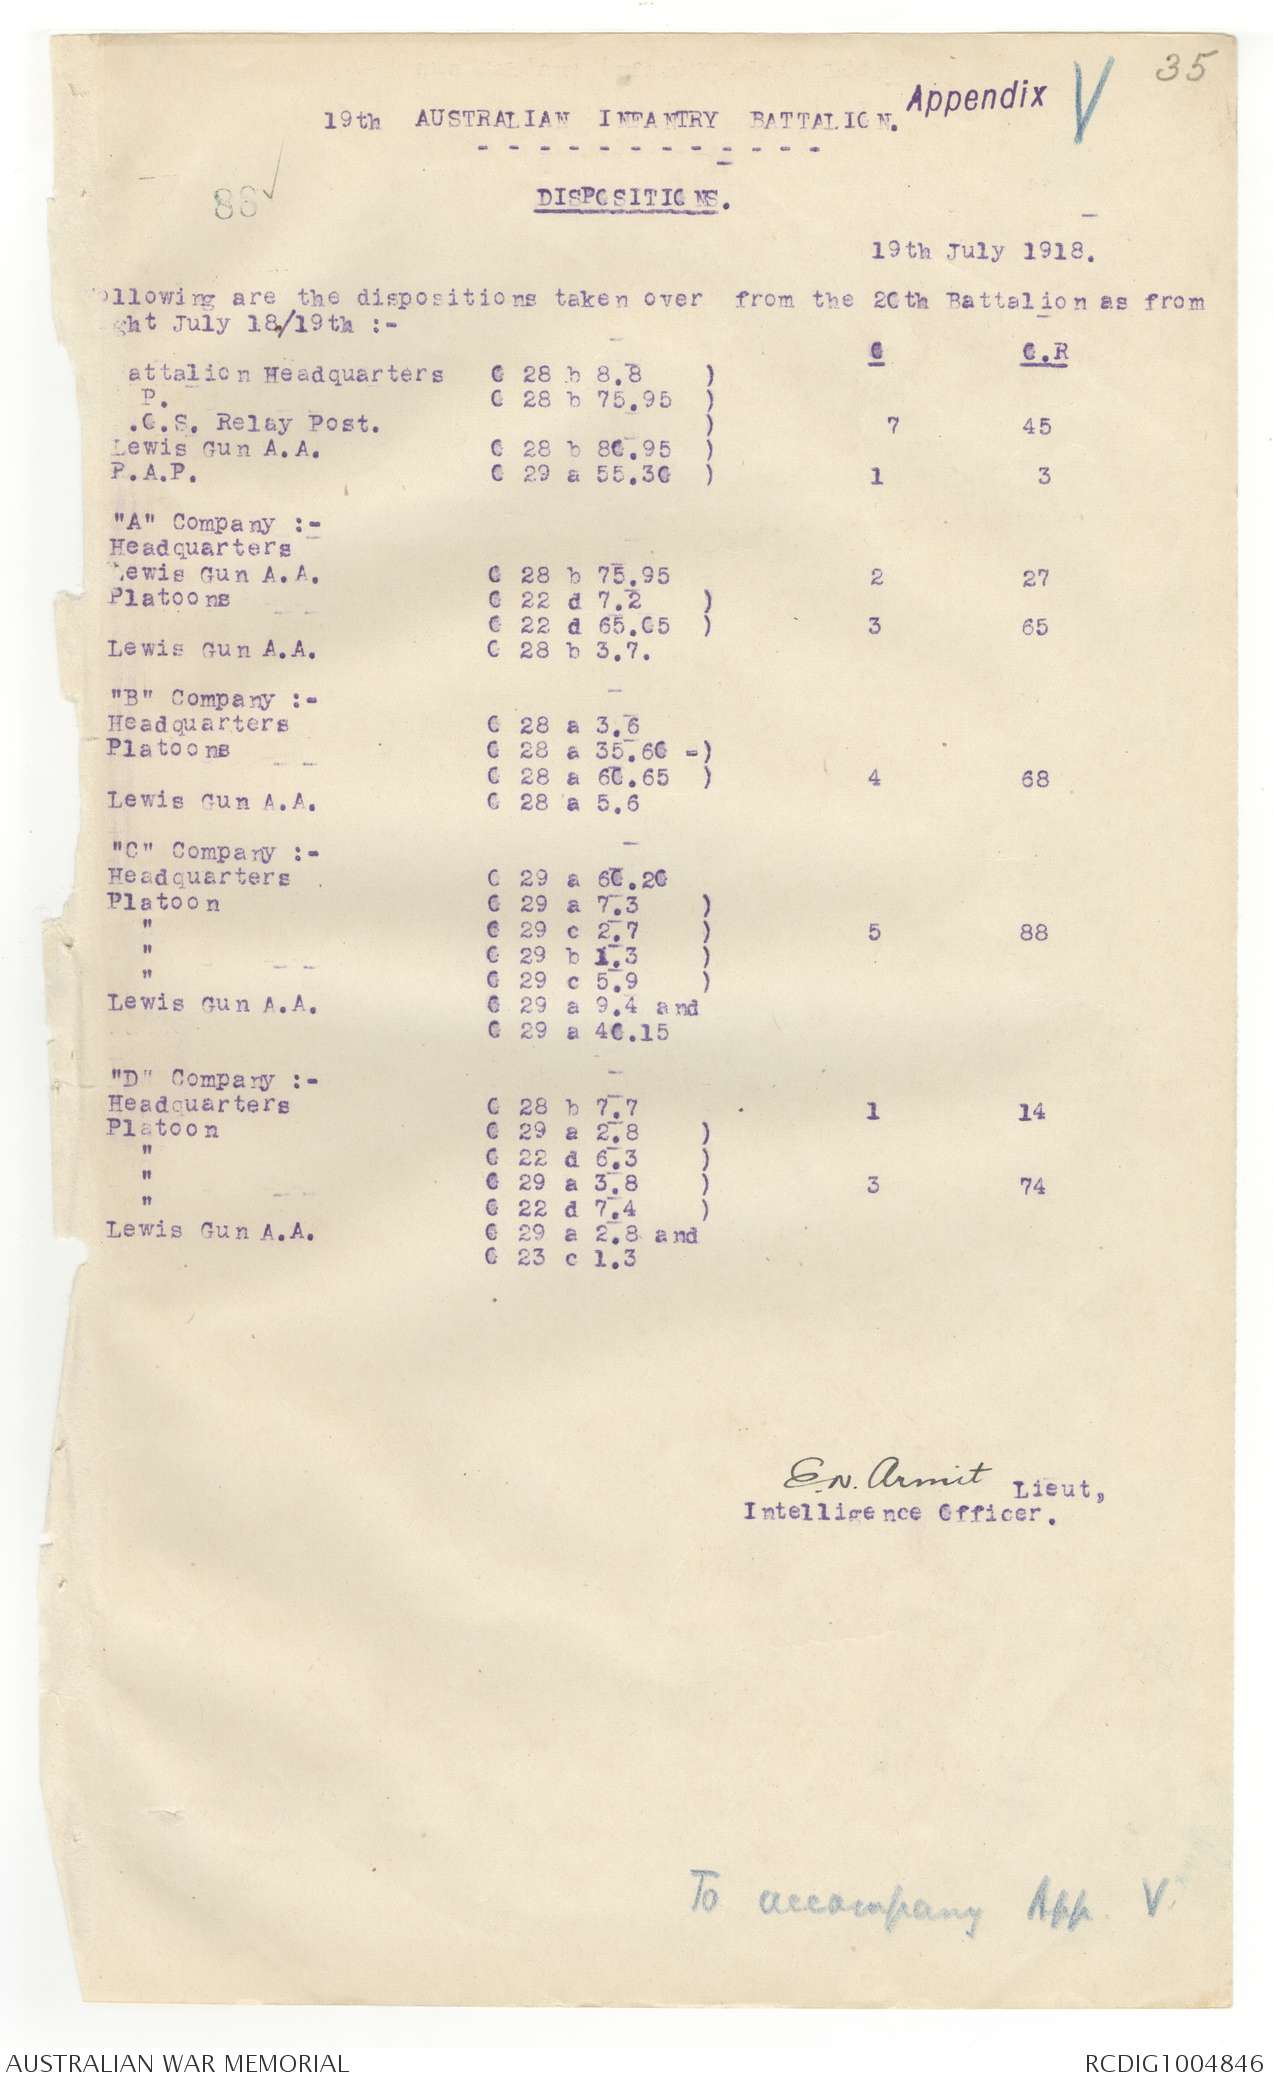 35
Appendix V
19th AUSTRALIAN INFANTRY BATTALION.
- - - - - - - - - - - -
86 ✓
DISPOSITIONS.
19th July 1918.
ollowing are the dispositions taken over from the 20th Battalion as from
ght July 18/19th :-
O O.R
attalion Headquarters O 28 b 8.8 )
P. O 28 b 75.95 )
.O.S. Relay Post. ) 7 45
Lewis Gun A.A. O 28 b 80.95 )
R.A.P. O 29 a 55.30 ) 1 3
"A" Company :-
Headquarters
Lewis Gun A.A. O 28 b 75.95 2 27
Platoons O 22 d 7.2 )
O 22 d 65.05 ) 3 65
Lewis Gun A.A. O 28 b 3.7.
"B" Company :-
Headquarters O 28 a 3.6
Platoons O 28 a 35.60 -)
O 28 a 60.65 ) 4 68
Lewis Gun A.A. O 28 a 5.6
"C" Company :-
Headquarters O 29 a 60.20
Platoon O 29 a 7.3 )
" O 29 c 2.7 ) 5 88
" O 29 b 1.3 )
" O 29 c 5.9 )
Lewis Gun A.A. O 29 a 9.4 and
O 29 a 40.15
"D" Company :-
Headquarters O 28 b 7.7 1 14
Platoon O 29 a 2.8 )
" O 22 d 6.3 )
" O 29 a 3.8 ) 3 74
" O 22 d 7.4 )
Lewis Gun A.A. O 29 a 2.8 and
O 23 c 1.3
E.N. Armit Lieut,
Intelligence Officer.
To accompany App. V.
AUSTRALIAN WAR MEMORIAL
RCDIG1004846